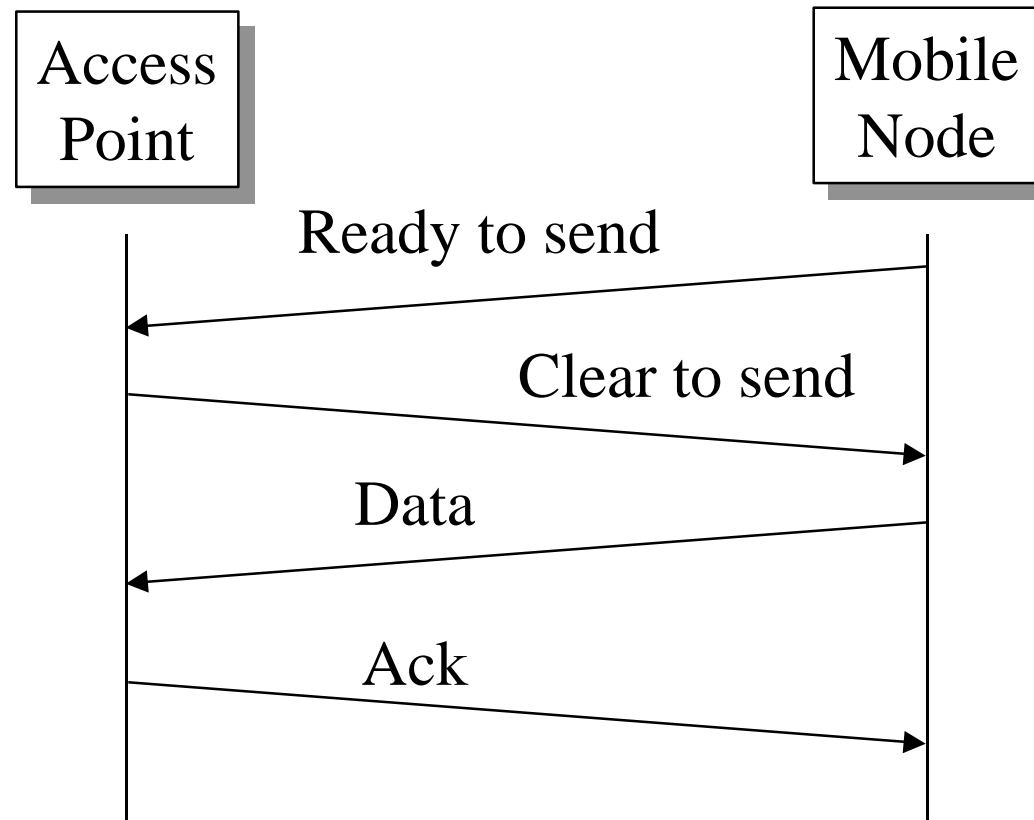 Access
Point
Mobile
Node
Ready to send
Clear to send
Data
Ack